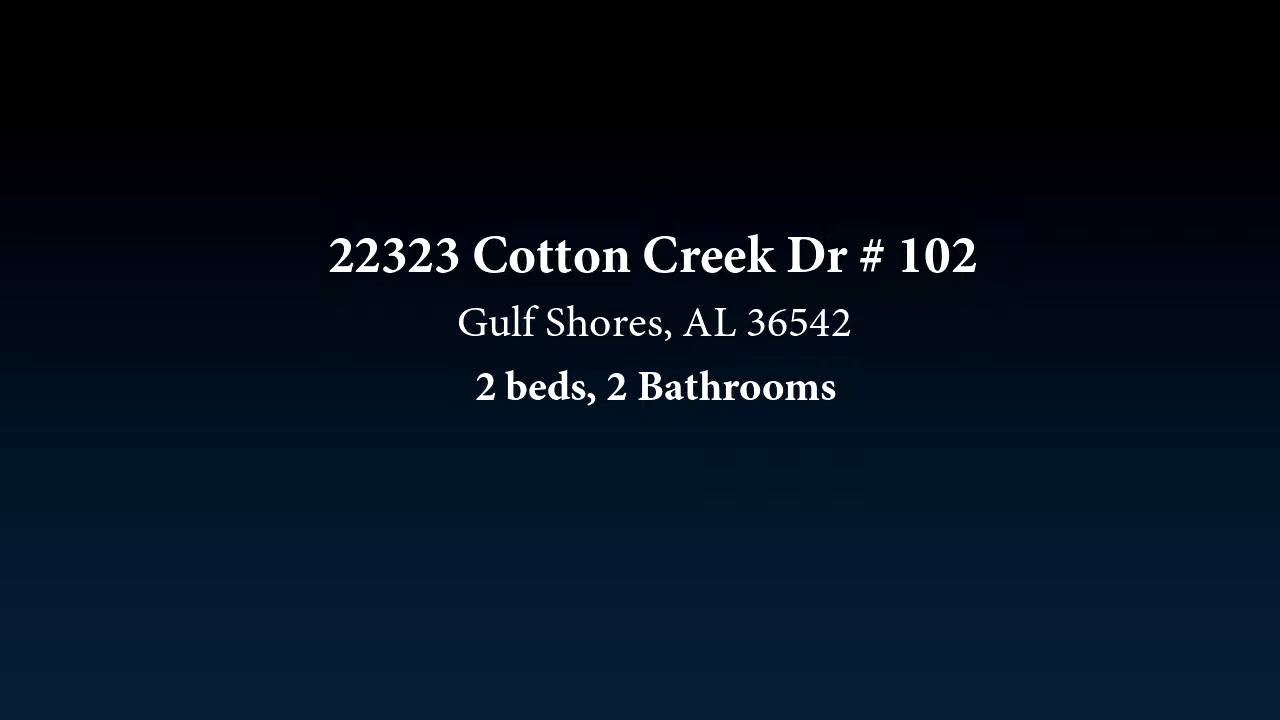 22323 Cotton Creek Dr # 102
Gulf Shores, AL 36542
2 beds, 2 Bathrooms